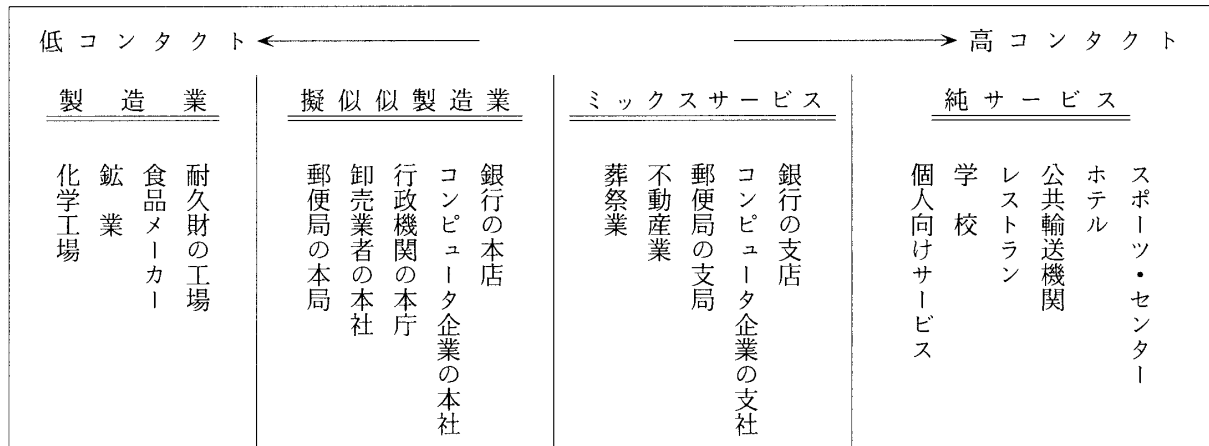 低コンタクト
高コンタクト
製造業
化学工場
鉱業
食品メーカー
耐久財の工場
擬似似製造業
郵便局の本局
卸売業者の本社
行政機関の本庁
コンピュータ企業の本社
銀行の本店
ミックスサービス
葬祭業
不動産業
郵便局の支局
コンピュータ企業の支社
銀行の支店
純サービス
個人向けサービス
学校
レストラン
公共輸送機関
ホテル
スポーツ・センター